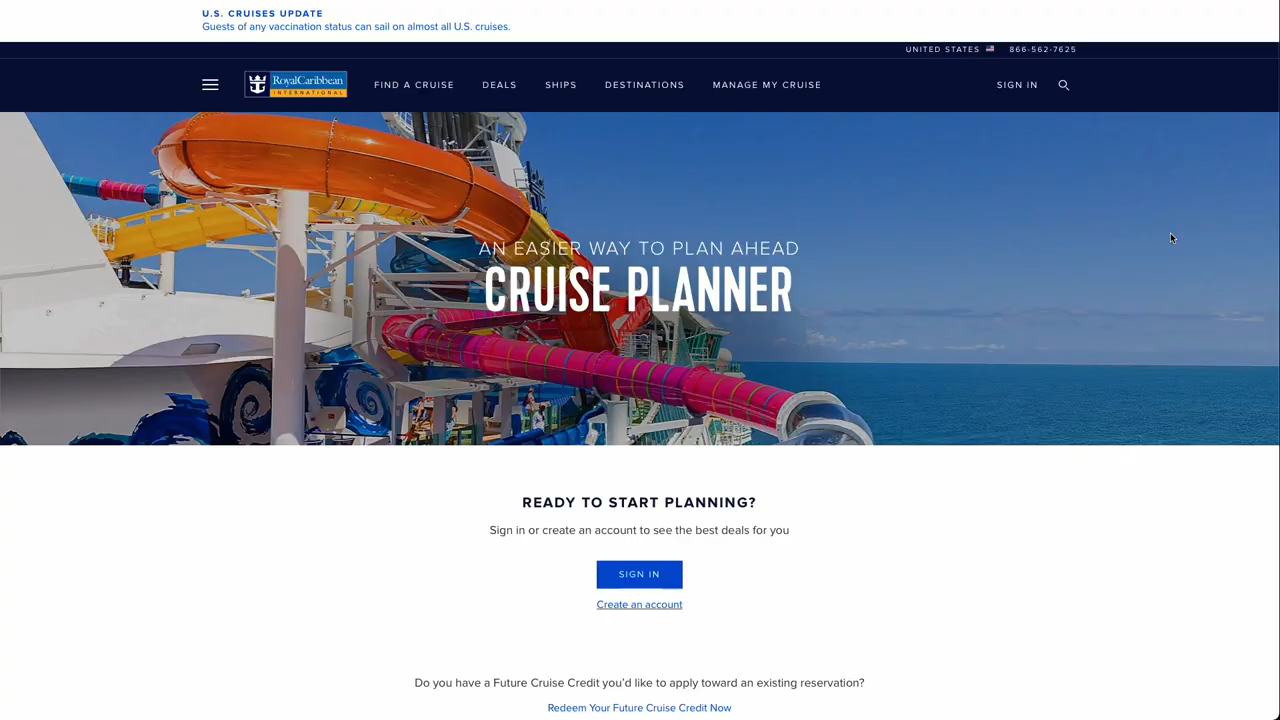 U.S. CRUISES UPDATE
Guests of any vaccination status can sail on almost all U.S. cruises.
UNITED STATES 866-562-7625
RoyalCaribbean
INTERNATIONAL
FIND A CRUISE DEALS SHIPS DESTINATIONS MANAGE MY CRUISE SIGN IN
AN EASIER WAY TO PLAN AHEAD
CRUISE PLANNER
READY TO START PLANNING?
Sign in or create an account to see the best deals for you
SIGN IN
Create an account
Do you have a Future Cruise Credit you'd like to apply toward an existing reservation?
Redeem Your Future Cruise Credit Now